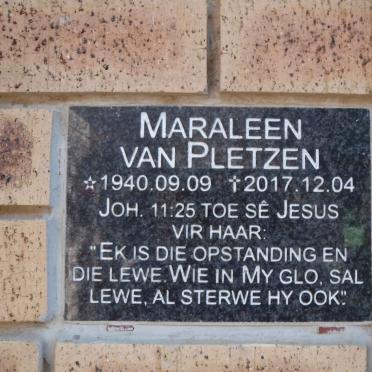 MARALEEN
VAN PLETZEN
☆1940.09.09 ✝2017.12.04
JOH. 11:25 TOE SÊ JESUS
VIR HAAR:
"EK IS DIE OPSTANDING EN
DIE LEWE. WIE IN MY GLO, SAL
LEWE, AL STERWE HY OOK."